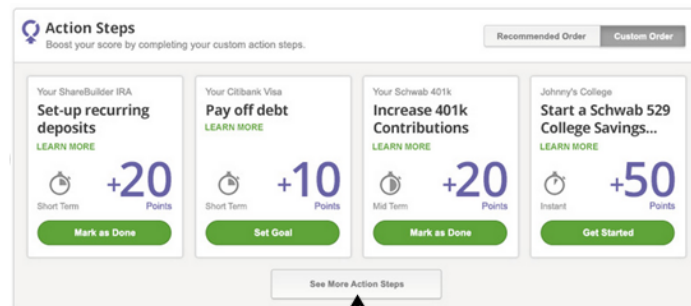 Action Steps
Boost your score by completing your custom action steps.
Recommended Order
Custom Order
Your ShareBuilder IRA
Set-up recurring
deposits
LEARN MORE
Short Term
+20
Points
Mark as Done
Your Citibank Visa
Pay off debt
LEARN MORE
Short Term
+10
Points
Set Goal
Your Schwab 401k
Increase 401k
Contributions
LEARN MORE
Mid Term
+20
Points
Mark as Done
Johnny's College
Start a Schwab 529
College Savings...
LEARN MORE
Instant
+50
Points
Get Started
See More Action Steps